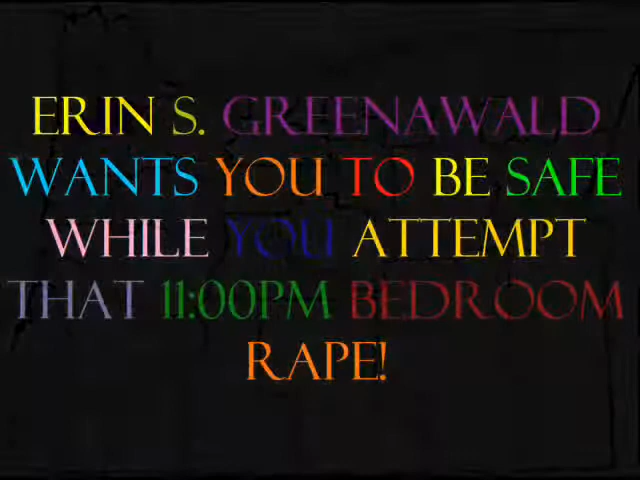 ERIN S. GREENAWALD
WANTS YOU TO BE SAFE
WHILE YOU ATTEMPT
THAT 11:00PM BEDROOM
RAPE!